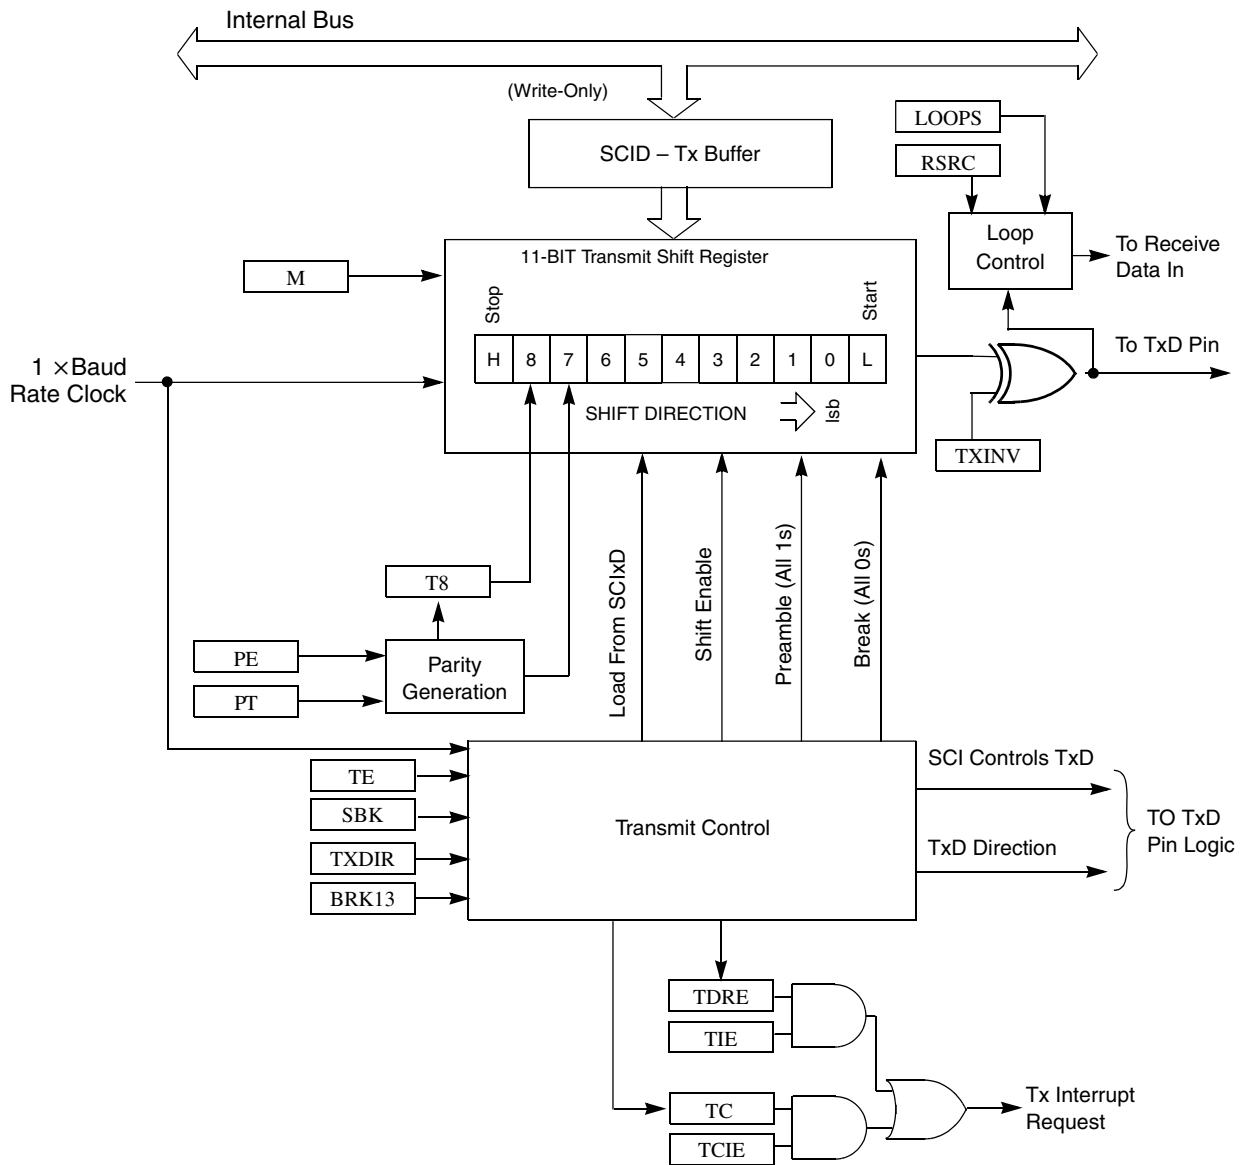 Internal Bus
(Write-Only)
SCID – Tx Buffer
LOOPS
RSRC
Loop
Control
To Receive
Data In
11-BIT Transmit Shift Register
M
Stop
Start
H 8 7 6 5 4 3 2 1 0 L
1 ×Baud
Rate Clock
SHIFT DIRECTION
lsb
To TxD Pin
TXINV
T8
PE
PT
Parity
Generation
Load From SCIxD
Shift Enable
Preamble (All 1s)
Break (All 0s)
TE
SBK
TXDIR
BRK13
Transmit Control
SCI Controls TxD
TxD Direction
TO TxD
Pin Logic
TDRE
TIE
TC
TCIE
Tx Interrupt
Request